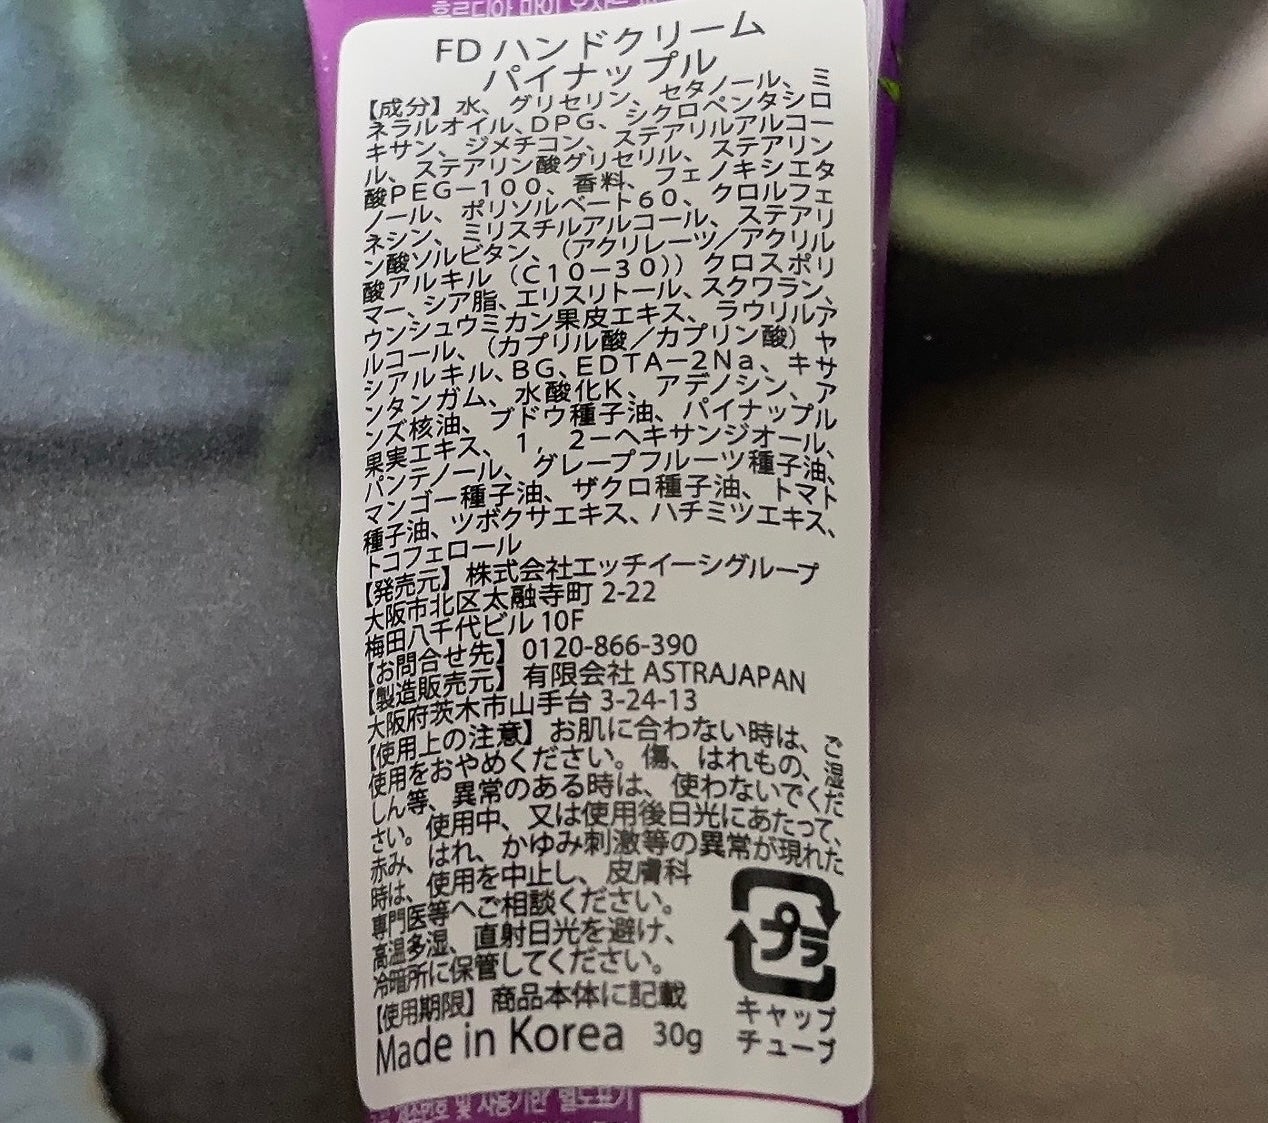 FD ハンドクリーム
パイナップル
【成分】水、グリセリン、セタノール、ミ
ネラルオイル、DPG、シクロペンタシロ
キサン、ジメチコン、ステアリルアルコー
ル、ステアリン酸グリセリル、ステアリン
酸PEG－100、香料、フェノキシエタ
ノール、ポリソルベート60、クロルフェ
ネシン、ミリスチルアルコール、ステアリ
ン酸ソルビタン、（アクリレーツ／アクリル
酸アルキル（C10－30））クロスポリ
マー、シア脂、エリスリトール、スクワラン、
ウンシュウミカン果皮エキス、ラウリルア
ルコール、（カプリル酸／カプリン酸）ヤ
シアルキル、BG、EDTA－2Na、キサ
ンタンガム、水酸化K、アデノシン、ア
ンズ核油、ブドウ種子油、パイナップル
果実エキス、1，2－ヘキサンジオール、
パンテノール、グレープフルーツ種子油、
マンゴー種子油、ザクロ種子油、トマト
種子油、ツボクサエキス、ハチミツエキス、
トコフェロール
【発売元】株式会社エッチイーシグループ
大阪市北区太融寺町 2-22
梅田八千代ビル 10F
【お問合せ先】0120-866-390
【製造販売元】有限会社 ASTRAJAPAN
大阪府茨木市山手台 3-24-13
【使用上の注意】お肌に合わない時は、ご
使用をおやめください。傷、はれもの、湿
しん等、異常のある時は、使わないでくだ
さい。使用中、又は使用後日光にあたって、
赤み、はれ、かゆみ刺激等の異常が現れた
時は、使用を中止し、皮膚科
専門医等へご相談ください。
高温多湿、直射日光を避け、
冷暗所に保管してください。
【使用期限】商品本体に記載
Made in Korea 30g
プラ
キャップ
チューブ
및 사용기한 별도표기